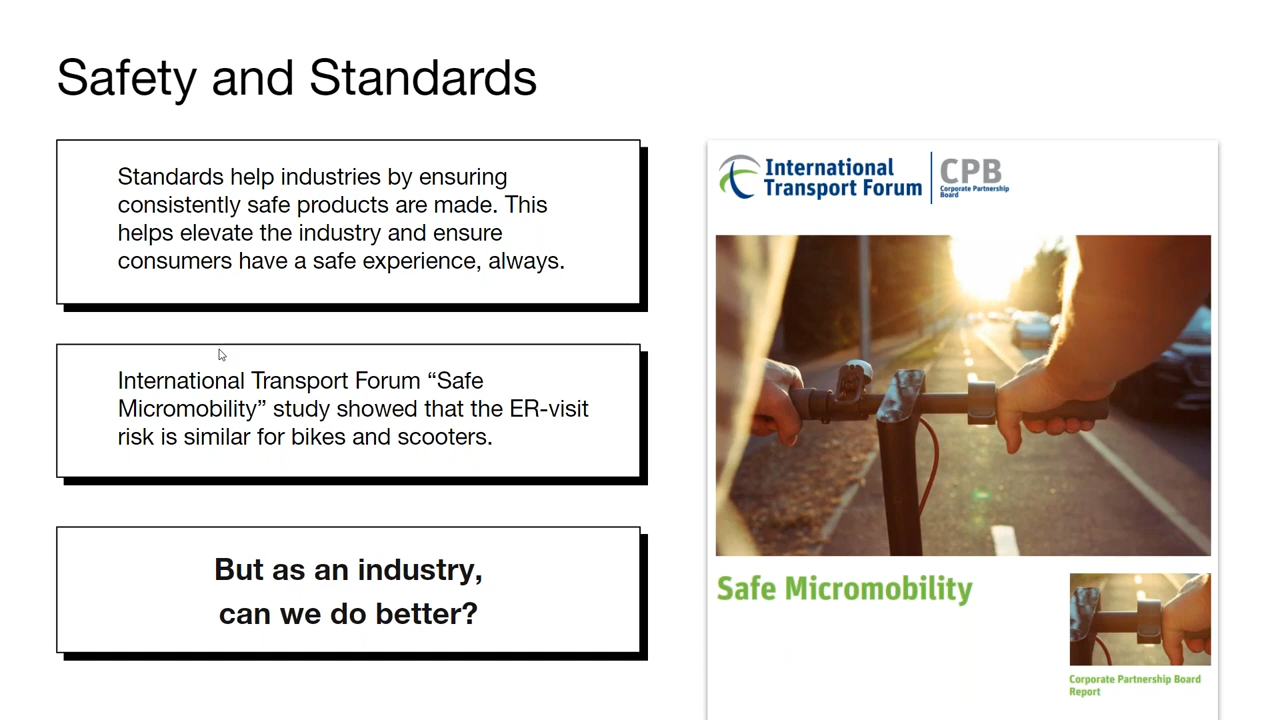 Safety and Standards
Standards help industries by ensuring
consistently safe products are made. This
helps elevate the industry and ensure
consumers have a safe experience, always.
International Transport Forum “Safe
Micromobility” study showed that the ER-visit
risk is similar for bikes and scooters.
But as an industry,
can we do better?
International
Transport Forum
CPB
Corporate Partnership
Board
Safe Micromobility
Corporate Partnership Board
Report